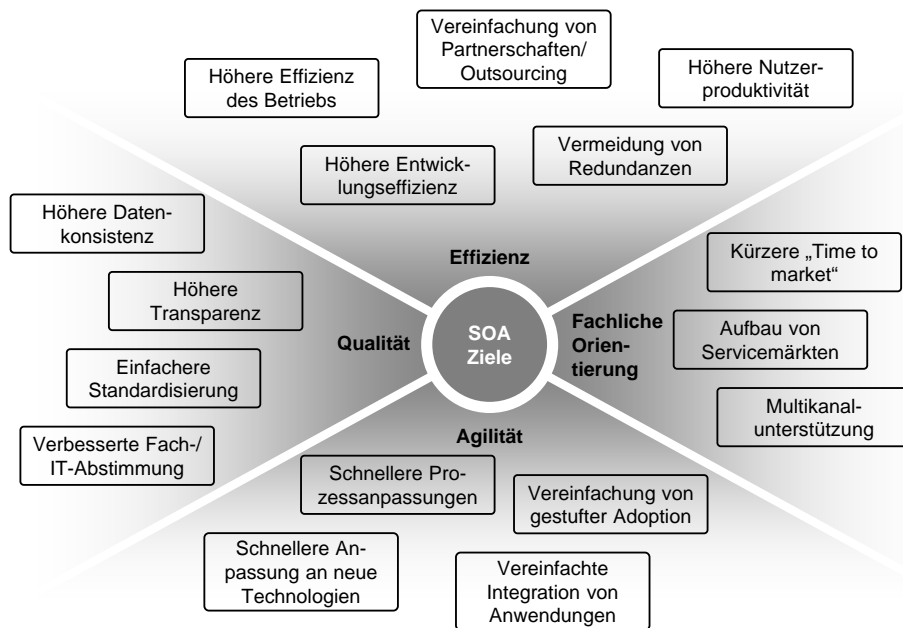 Vereinfachung von
Partnerschaften/
Outsourcing
Höhere Effizienz
des Betriebs
Höhere Nutzer-
produktivität
Höhere Entwick-
lungseffizienz
Vermeidung von
Redundanzen
Höhere Daten-
konsistenz
Höhere
Transparenz
Einfachere
Standardisierung
Verbesserte Fach-/
IT-Abstimmung
Effizienz
Qualität
SOA
Ziele
Fachliche
Orien-
tierung
Agilität
Kürzere „Time to
market“
Aufbau von
Servicemärkten
Multikanal-
unterstützung
Schnellere Pro-
zessanpassungen
Vereinfachung von
gestufter Adoption
Schnellere An-
passung an neue
Technologien
Vereinfachte
Integration von
Anwendungen